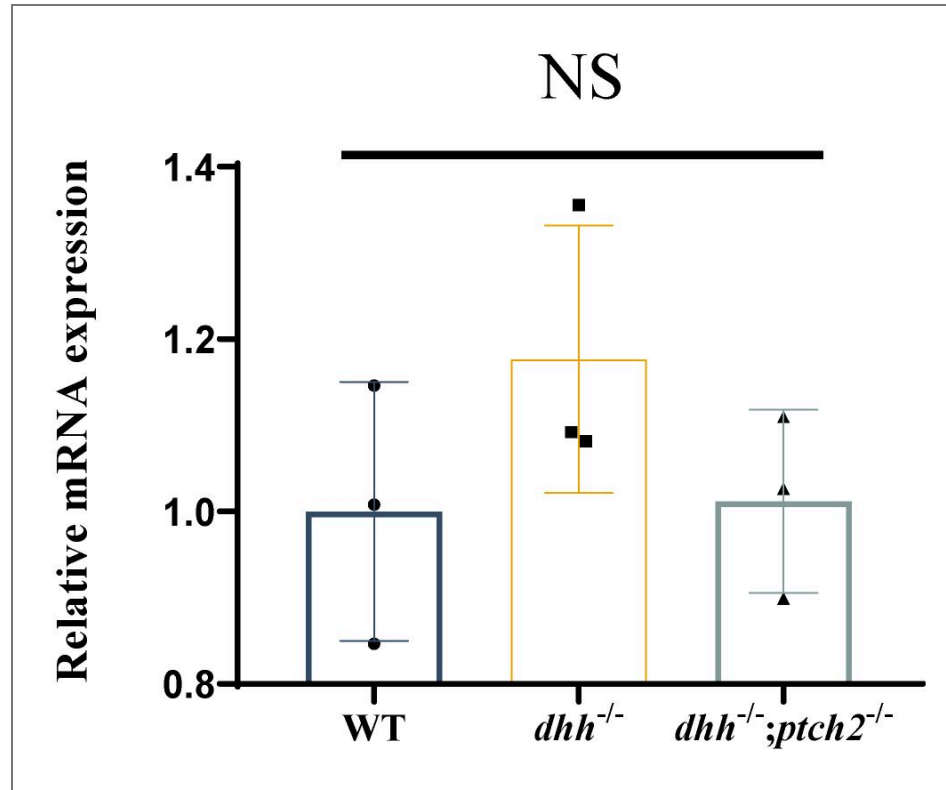 NS
Relative mRNA expression
1.4
1.2
1.0
0.8
WT
dhh-/-
dhh-/-;ptch2-/-